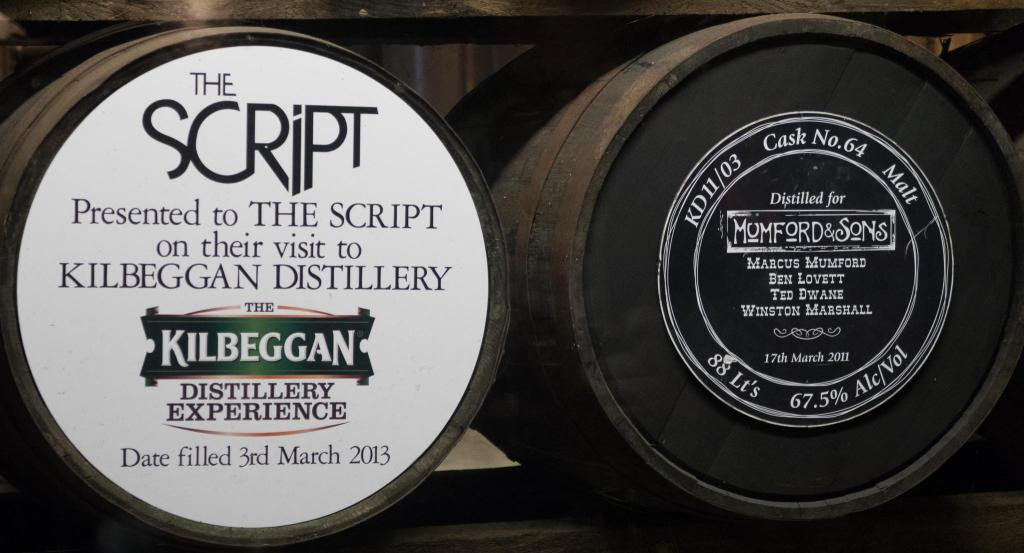 THE
SCRiPT
Presented to THE SCRIPT
on their visit to
KILBEGGAN DISTILLERY
THE
KILBEGGAN
DISTILLERY
EXPERIENCE
Date filled 3rd March 2013
KD11/03 Cask No.64 Malt
Distilled for
MUMFORD & SONS
MARCUS MUMFORD
BEN LOVETT
TED DWANE
WINSTON MARSHALL
17th March 2011
88 Lt's 67.5% Alc/Vol